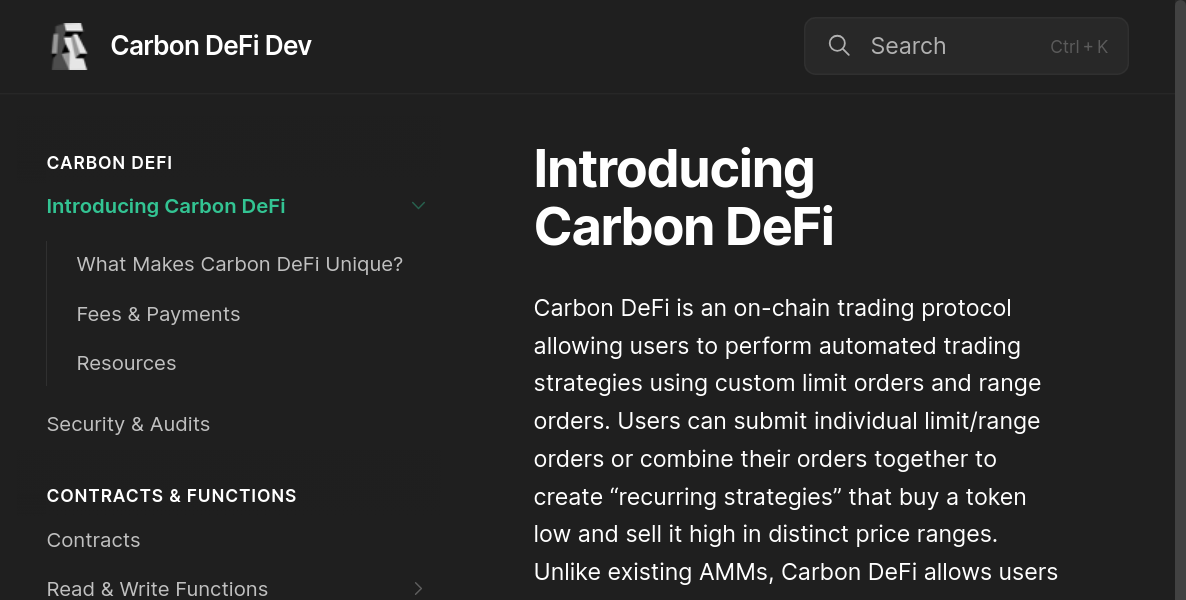 Carbon DeFi Dev
Search
Ctrl + K
CARBON DEFI
Introducing Carbon DeFi
What Makes Carbon DeFi Unique?
Fees & Payments
Resources
Security & Audits
CONTRACTS & FUNCTIONS
Contracts
Read & Write Functions
Introducing
Carbon DeFi
Carbon DeFi is an on-chain trading protocol
allowing users to perform automated trading
strategies using custom limit orders and range
orders. Users can submit individual limit/range
orders or combine their orders together to
create “recurring strategies” that buy a token
low and sell it high in distinct price ranges.
Unlike existing AMMs, Carbon DeFi allows users